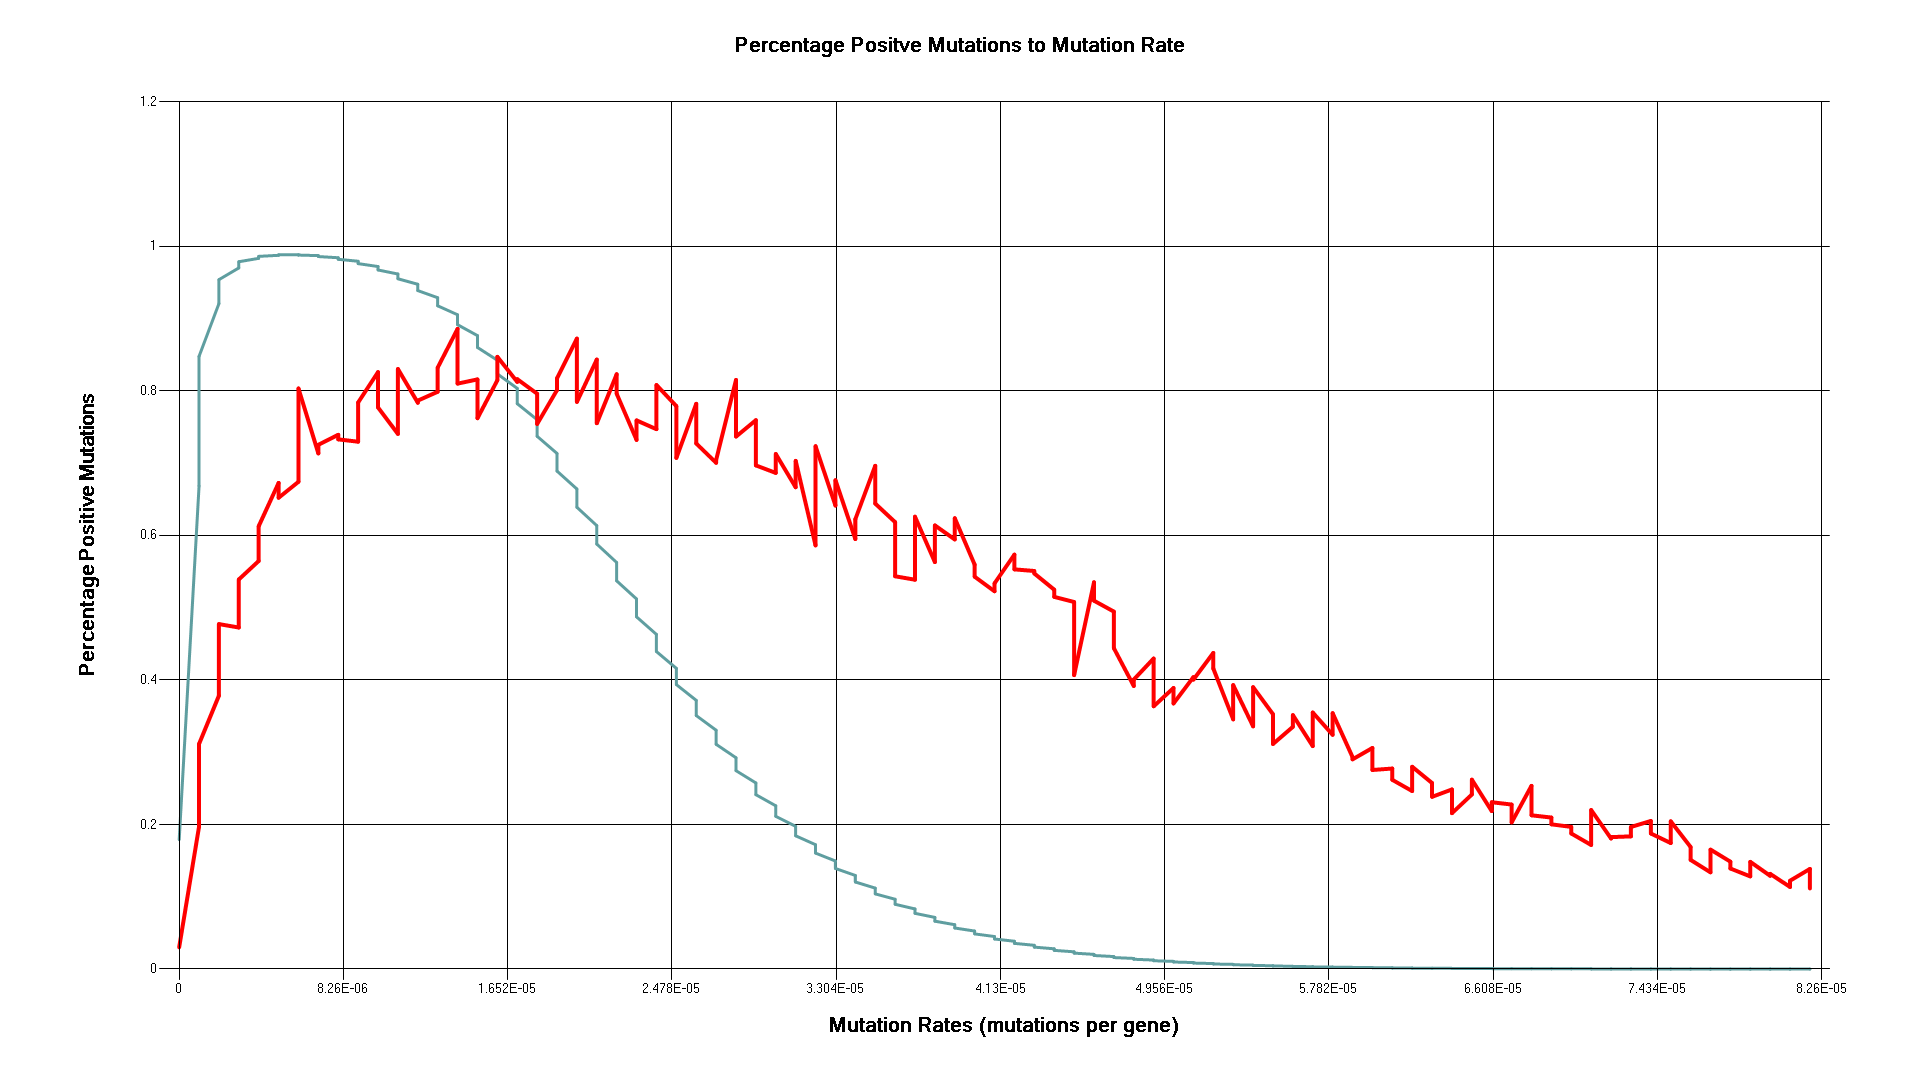 Percentage Positve Mutations to Mutation Rate
1.2
1
0.8
0.6
0.4
0.2
0
Percentage Positive Mutations
0 8.26E-06 1.652E-05 2.478E-05 3.304E-05 4.13E-05 4.956E-05 5.782E-05 6.608E-05 7.434E-05 8.26E-05
Mutation Rates (mutations per gene)